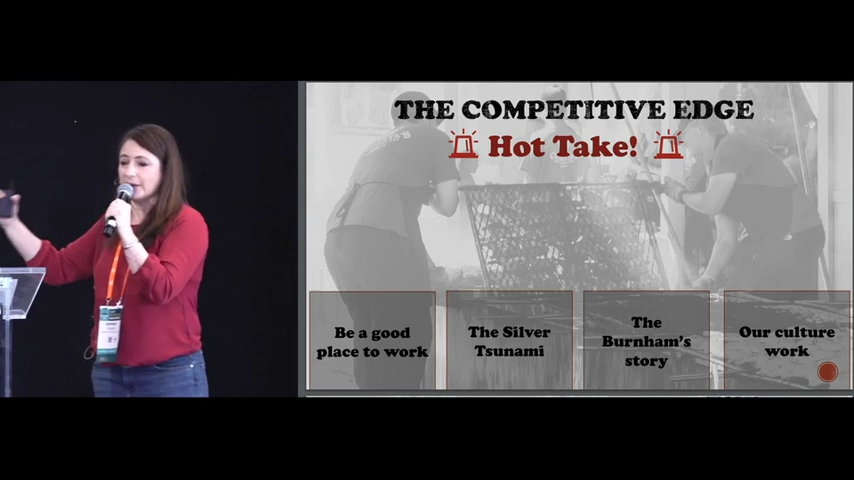 THE COMPETITIVE EDGE
Hot Take!
Be a good
place to work
The Silver
Tsunami
The
Burnham's
story
Our culture
work